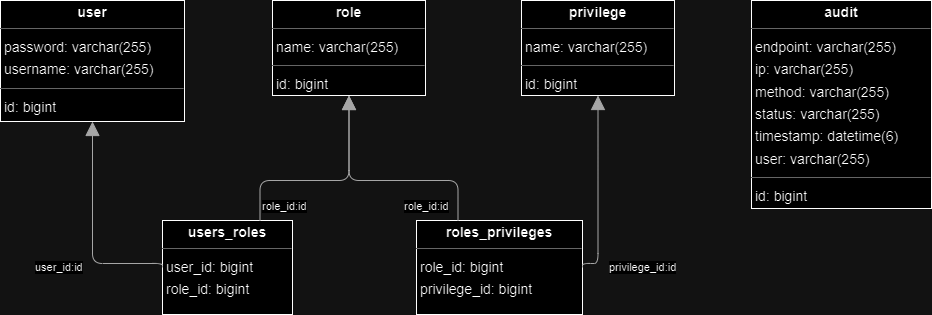 user
password: varchar(255)
username: varchar(255)
id: bigint
role
name: varchar(255)
id: bigint
privilege
name: varchar(255)
id: bigint
audit
endpoint: varchar(255)
ip: varchar(255)
method: varchar(255)
status: varchar(255)
timestamp: datetime(6)
user: varchar(255)
id: bigint
role_id:id
role_id:id
user_id:id
users_roles
user_id: bigint
role_id: bigint
roles_privileges
role_id: bigint
privilege_id: bigint
privilege_id:id